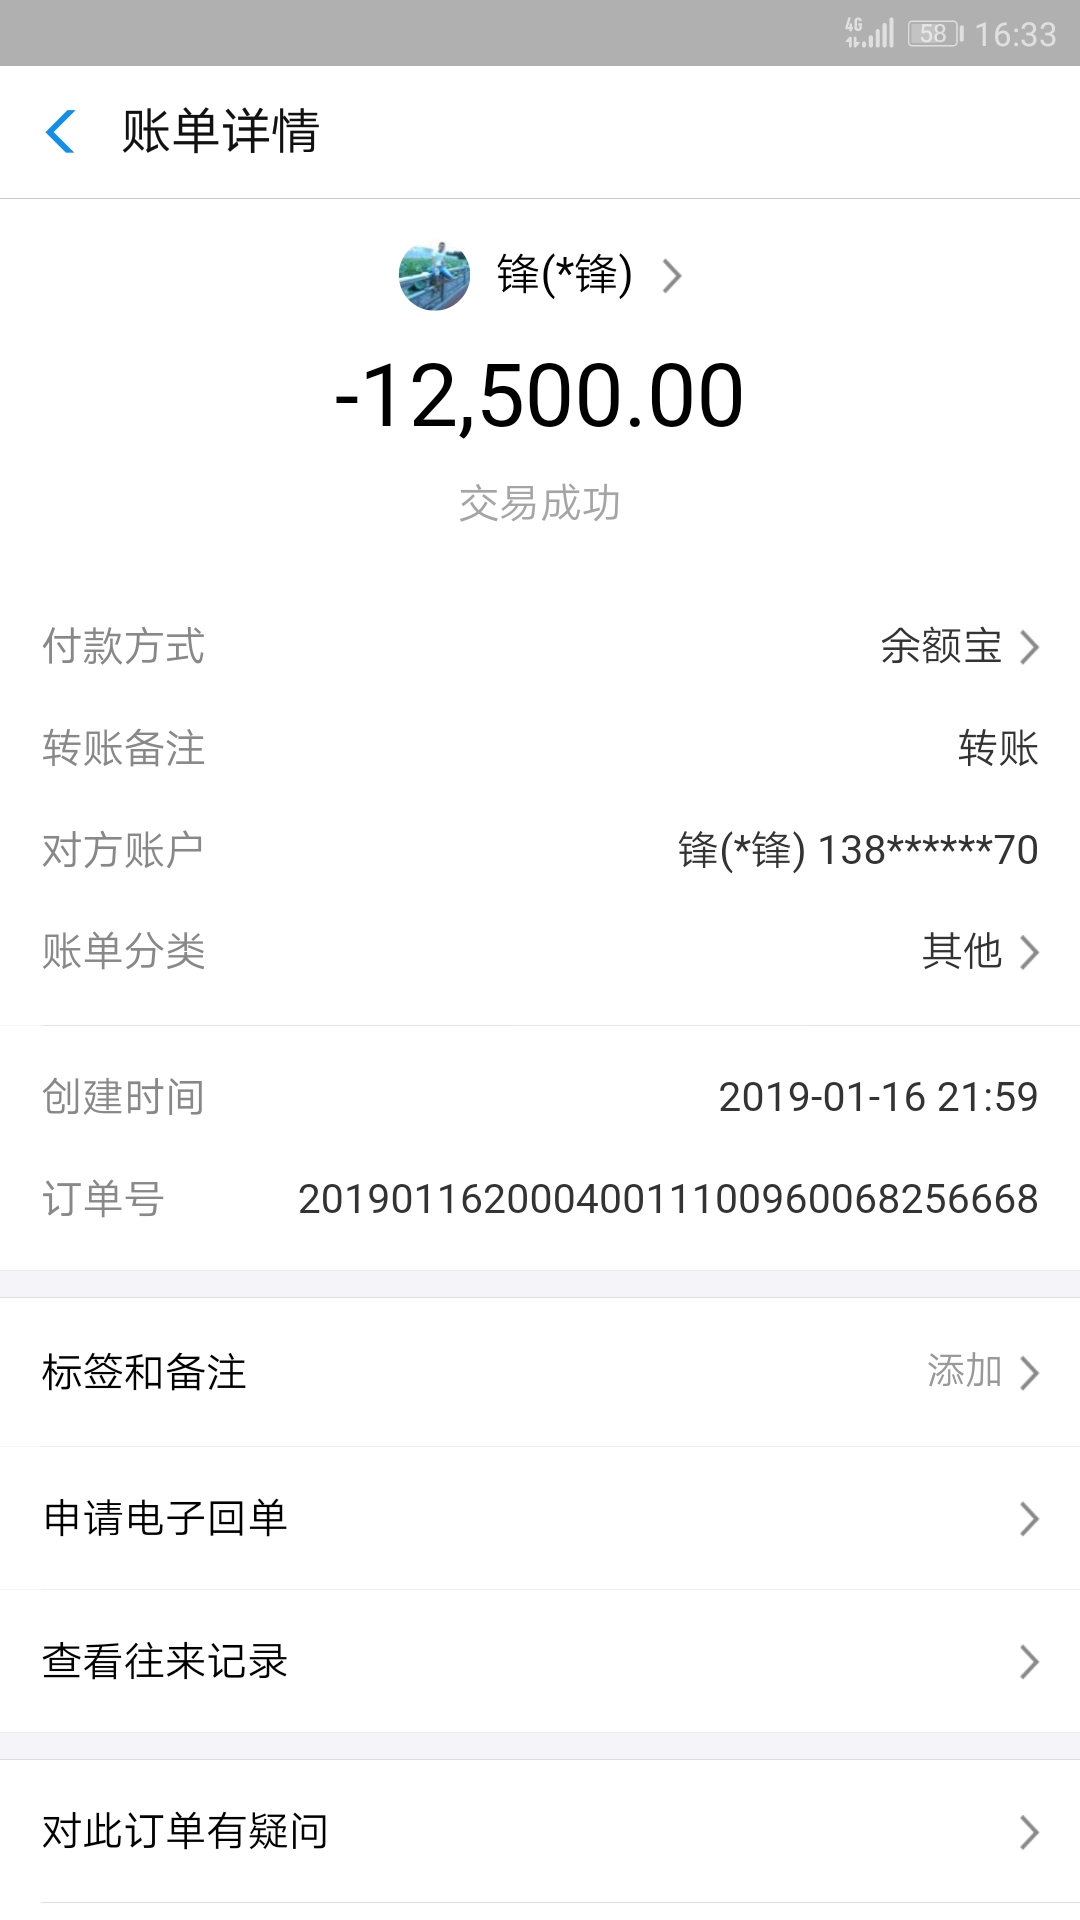 4G 58 16:33
账单详情
锋(*锋)
-12,500.00
交易成功
付款方式 余额宝
转账备注 转账
对方账户 锋(*锋) 138******70
账单分类 其他
创建时间 2019-01-16 21:59
订单号 20190116200040011100960068256668
标签和备注 添加
申请电子回单
查看往来记录
对此订单有疑问